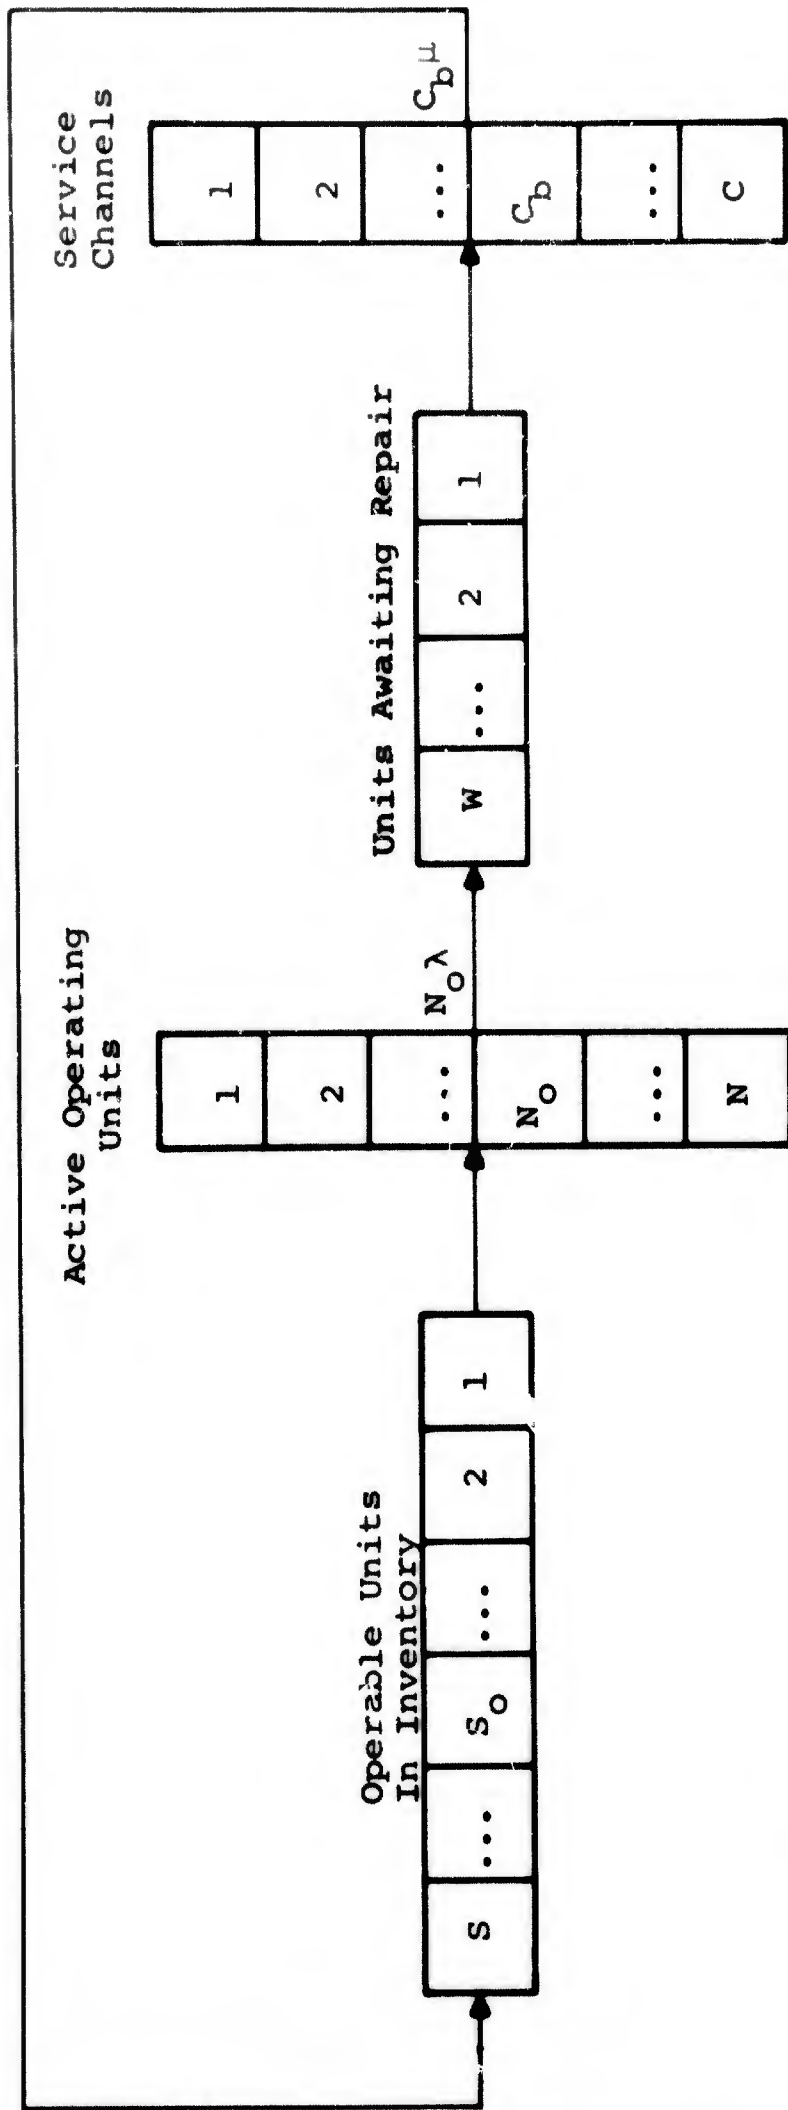 Operable Units
In Inventory
S
...
S_o
...
2
1
Active Operating
Units
1
2
...
N_o
...
N
N_oλ
Units Awaiting Repair
W
...
2
1
Service
Channels
1
2
...
C_b
...
C
C_bμ